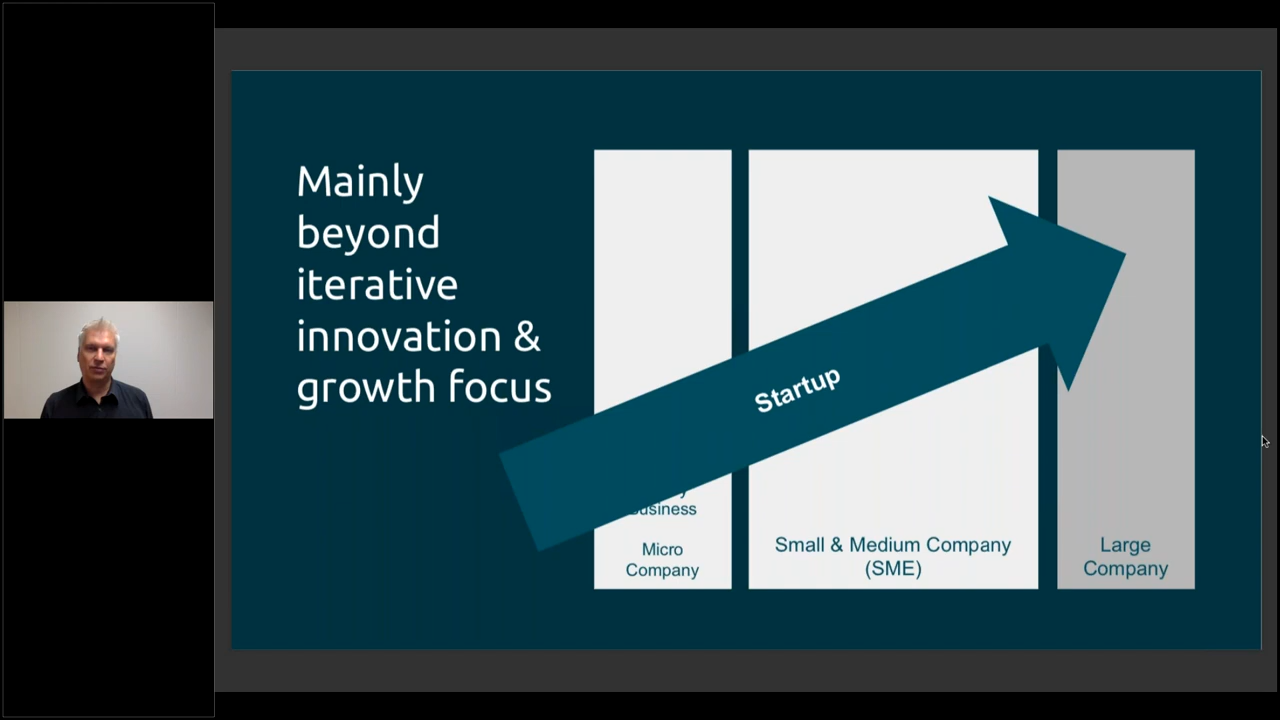 Mainly
beyond
iterative
innovation &
growth focus
Startup
Business
Micro
Company
Small & Medium Company
(SME)
Large
Company